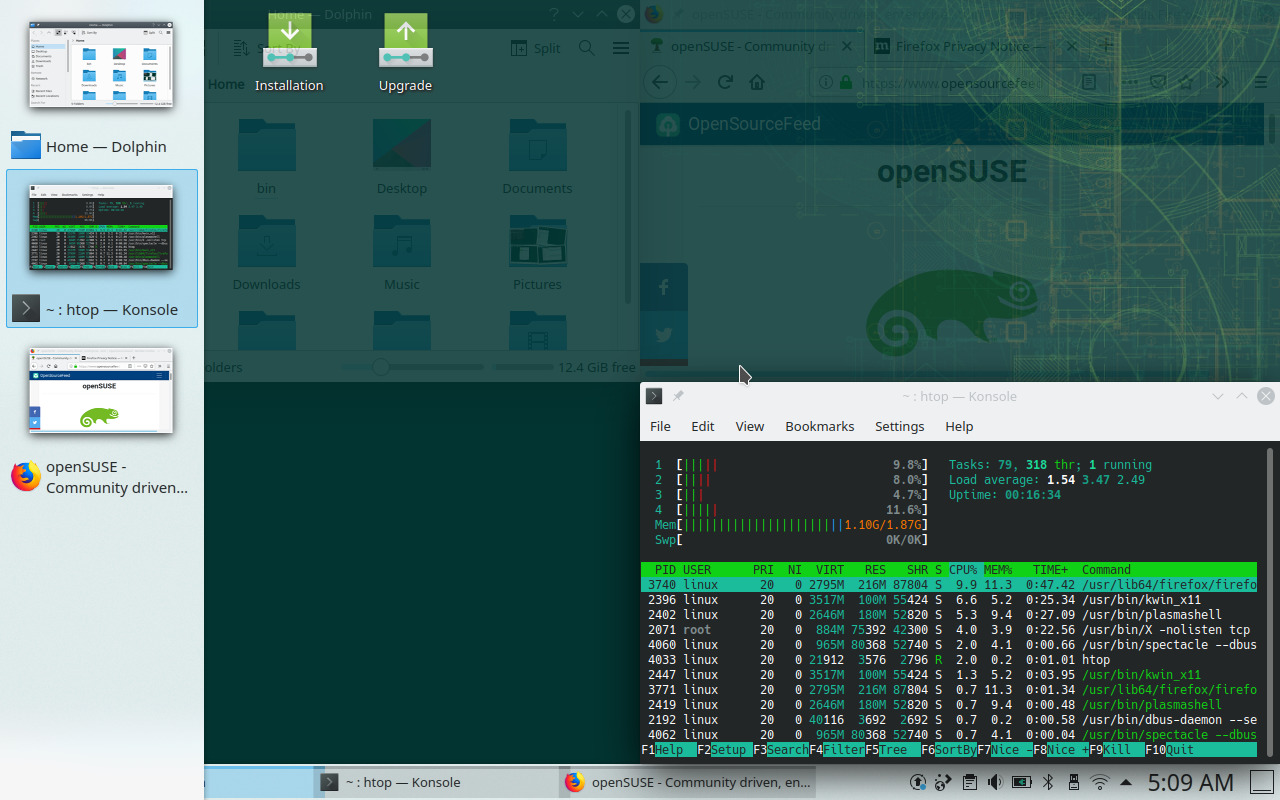 Home — Dolphin
~ : htop — Konsole
openSUSE -
Community driven...
Home — Dolphin
Installation
Upgrade
Sort By
Split
Home
bin
Desktop
Documents
Downloads
Music
Pictures
olders
12.4 GiB free
openSUSE - Community dr
Firefox Privacy Notice —
https://www.opensourcefeed
OpenSourceFeed
openSUSE
~ : htop — Konsole
File Edit View Bookmarks Settings Help
1 [||||| 9.8%] Tasks: 79, 318 thr; 1 running
2 [|||| 8.0%] Load average: 1.54 3.47 2.49
3 [||| 4.7%] Uptime: 00:16:34
4 [||||| 11.6%]
Mem[|||||||||||||||||||||||1.10G/1.87G]
Swp[ 0K/0K]
PID USER PRI NI VIRT RES SHR S CPU% MEM% TIME+ Command
3740 linux 20 0 2795M 216M 87804 S 9.9 11.3 0:47.42 /usr/lib64/firefox/firefo
2396 linux 20 0 3517M 100M 55424 S 6.6 5.2 0:25.34 /usr/bin/kwin_x11
2402 linux 20 0 2646M 180M 52820 S 5.3 9.4 0:27.09 /usr/bin/plasmashell
2071 root 20 0 884M 75392 42300 S 4.0 3.9 0:22.56 /usr/bin/X -nolisten tcp
4060 linux 20 0 965M 80368 52740 S 2.0 4.1 0:00.66 /usr/bin/spectacle --dbus
4033 linux 20 0 21912 3576 2796 R 2.0 0.2 0:01.01 htop
2447 linux 20 0 3517M 100M 55424 S 1.3 5.2 0:03.95 /usr/bin/kwin_x11
3771 linux 20 0 2795M 216M 87804 S 0.7 11.3 0:01.34 /usr/lib64/firefox/firefo
2419 linux 20 0 2646M 180M 52820 S 0.7 9.4 0:00.48 /usr/bin/plasmashell
2192 linux 20 0 40116 3692 2692 S 0.7 0.2 0:00.58 /usr/bin/dbus-daemon --se
4062 linux 20 0 965M 80368 52740 S 0.7 4.1 0:00.04 /usr/bin/spectacle --dbus
F1Help F2Setup F3SearchF4FilterF5Tree F6SortByF7Nice -F8Nice +F9Kill F10Quit
~ : htop — Konsole
openSUSE - Community driven, en...
5:09 AM